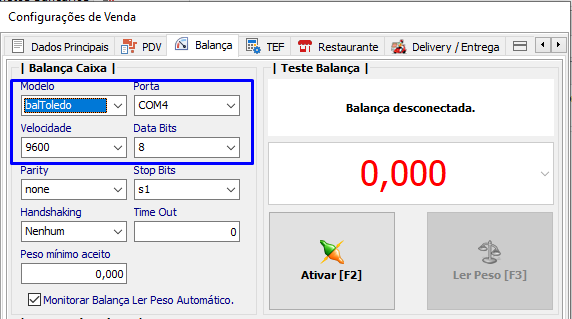 Configurações de Venda
Dados Principais
PDV
Balança
TEF
Restaurante
Delivery / Entrega
| Balança Caixa |
Modelo
Porta
balToledo
COM4
Velocidade
Data Bits
9600
8
Parity
Stop Bits
none
s1
Handshaking
Time Out
Nenhum
0
Peso mínimo aceito
0,000
Monitorar Balança Ler Peso Automático.
| Teste Balança |
Balança desconectada.
0,000
Ativar [F2]
Ler Peso [F3]